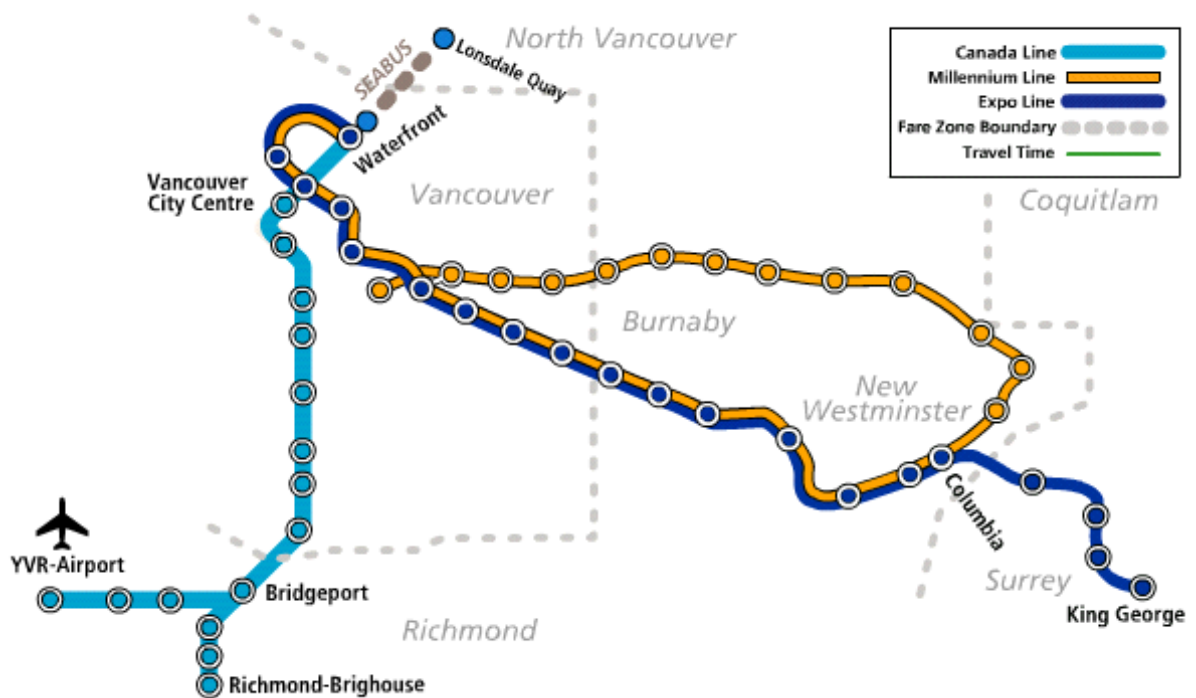 North Vancouver
SEABUS
Lonsdale Quay
Canada Line
Millennium Line
Expo Line
Fare Zone Boundary
Travel Time
Waterfront
Vancouver
City Centre
Vancouver
Coquitlam
Burnaby
New
Westminster
Columbia
YVR-Airport
Bridgeport
Surrey
King George
Richmond
Richmond-Brighouse